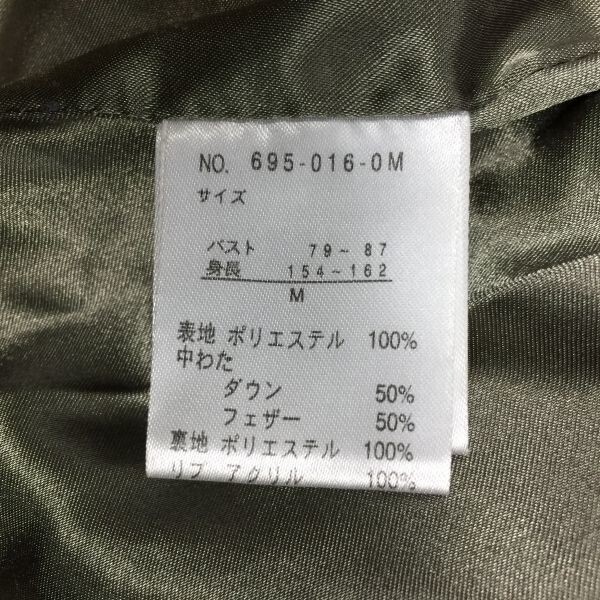 NO. 695-016-0M
サイズ
バスト 79~87
身長 154~162
M
表地 ポリエステル 100%
中わた
ダウン 50%
フェザー 50%
裏地 ポリエステル 100%
リブ アクリル 100%